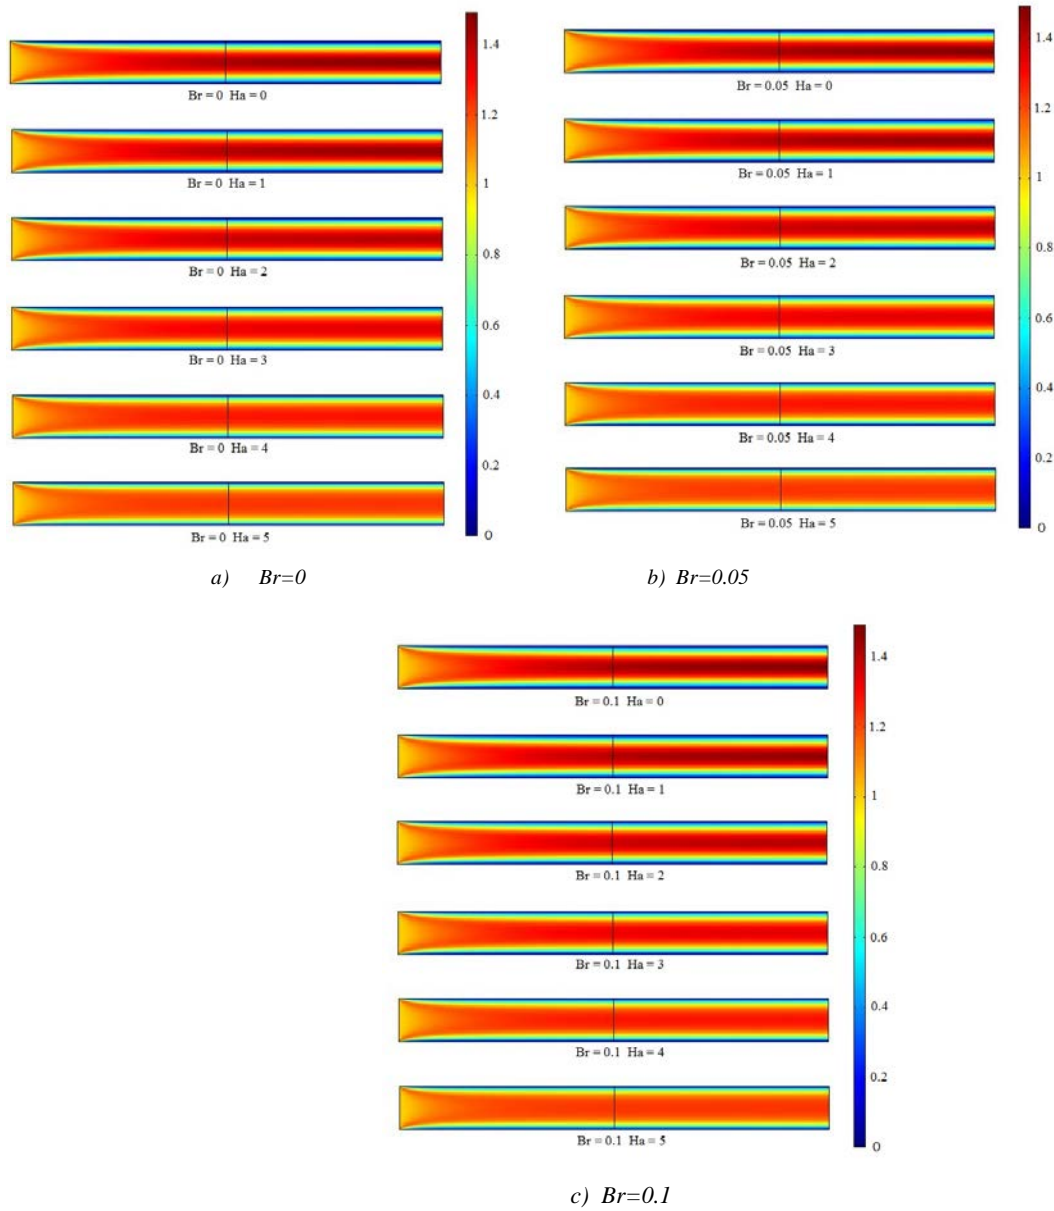 Br = 0 Ha = 0
Br = 0 Ha = 1
Br = 0 Ha = 2
Br = 0 Ha = 3
Br = 0 Ha = 4
Br = 0 Ha = 5
1.4
1.2
1
0.8
0.6
0.4
0.2
0
a) Br=0
Br = 0.05 Ha = 0
Br = 0.05 Ha = 1
Br = 0.05 Ha = 2
Br = 0.05 Ha = 3
Br = 0.05 Ha = 4
Br = 0.05 Ha = 5
1.4
1.2
1
0.8
0.6
0.4
0.2
0
b) Br=0.05
Br = 0.1 Ha = 0
Br = 0.1 Ha = 1
Br = 0.1 Ha = 2
Br = 0.1 Ha = 3
Br = 0.1 Ha = 4
Br = 0.1 Ha = 5
1.4
1.2
1
0.8
0.6
0.4
0.2
0
c) Br=0.1